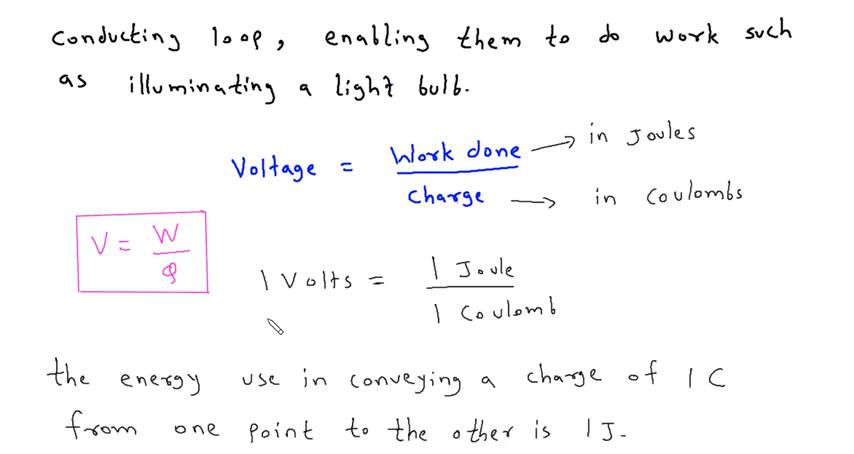 conducting loop, enabling them to do work such
as illuminating a light bulb.
Voltage = Work done / Charge
→ in Joules
→ in Coulombs
V = W / Q
1 Volts = 1 Joule / 1 Coulomb
the energy use in conveying a charge of 1 C
from one point to the other is 1 J.